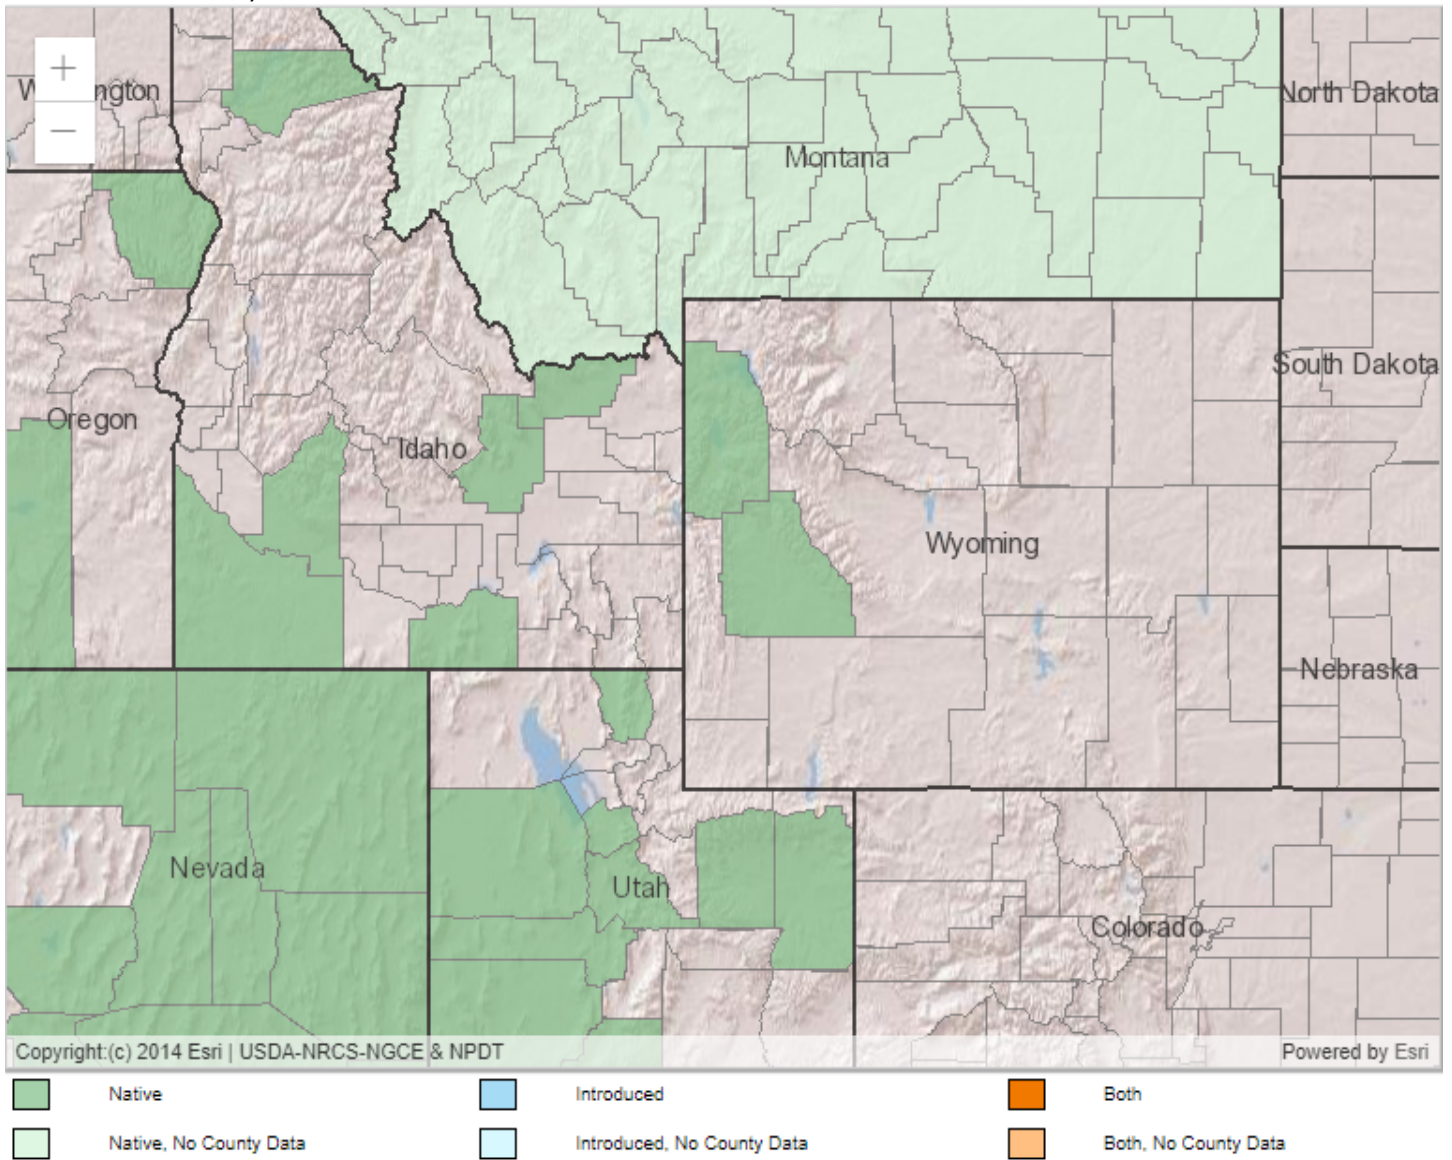 +
W ngton
−
North Dakota
Montana
South Dakota
Oregon
Idaho
Wyoming
Nebraska
Nevada
Utah
Colorado
Copyright:(c) 2014 Esri | USDA-NRCS-NGCE & NPDT
Powered by Esri
Native
Introduced
Both
Native, No County Data
Introduced, No County Data
Both, No County Data